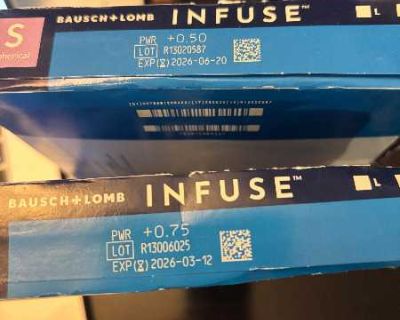 S
BAUSCH+LOMB INFUSE™ L
PWR +0.50
LOT R13020587
EXP 2026-06-20
BAUSCH+LOMB INFUSE™ L
PWR +0.75
LOT R13006025
EXP 2026-03-12